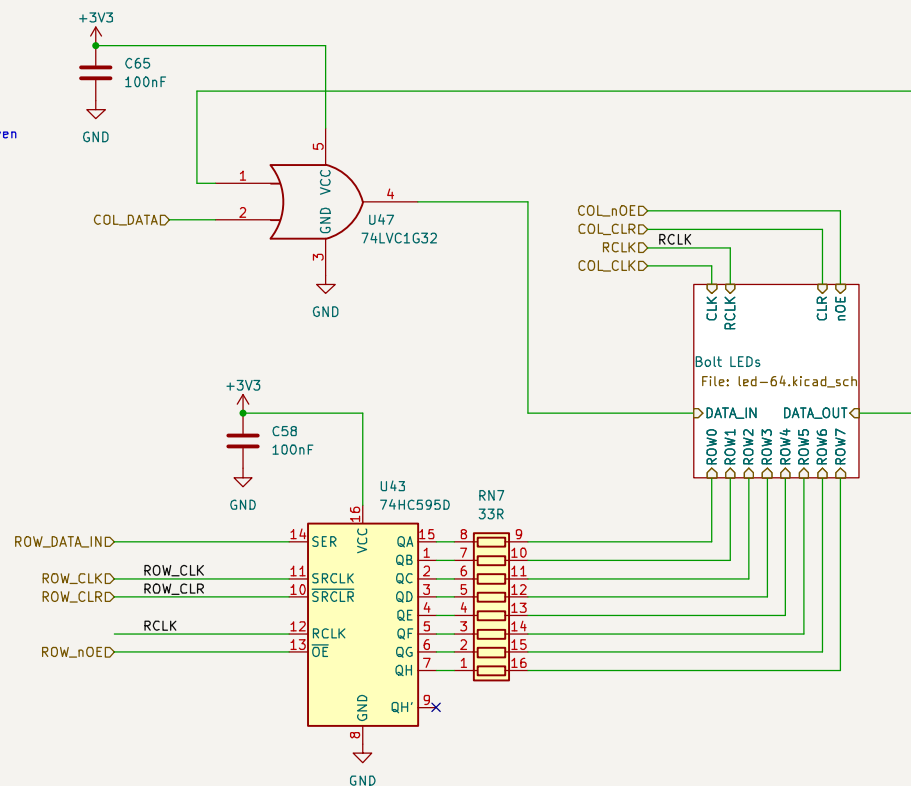 +3V3
C65
100nF
GND
ven
5
VCC
1
4
COL_DATA
2
GND
U47
74LVC1G32
3
GND
COL_nOE
COL_CLR
RCLK
RCLK
COL_CLK
CLK
RCLK
CLR
nOE
Bolt LEDs
File: led-64.kicad_sch
DATA_IN
DATA_OUT
ROW0
ROW1
ROW2
ROW3
ROW4
ROW5
ROW6
ROW7
+3V3
C58
100nF
GND
U43
74HC595D
RN7
33R
16
VCC
ROW_DATA_IN
14
SER
QA
15
8
9
QB
1
7
10
ROW_CLK
ROW_CLK
11
SRCLK
QC
2
6
11
ROW_CLR
ROW_CLR
10
SRCLR
QD
3
5
12
QE
4
4
13
RCLK
12
RCLK
QF
5
3
14
ROW_nOE
13
OE
QG
6
2
15
QH
7
1
16
GND
QH'
9
8
GND